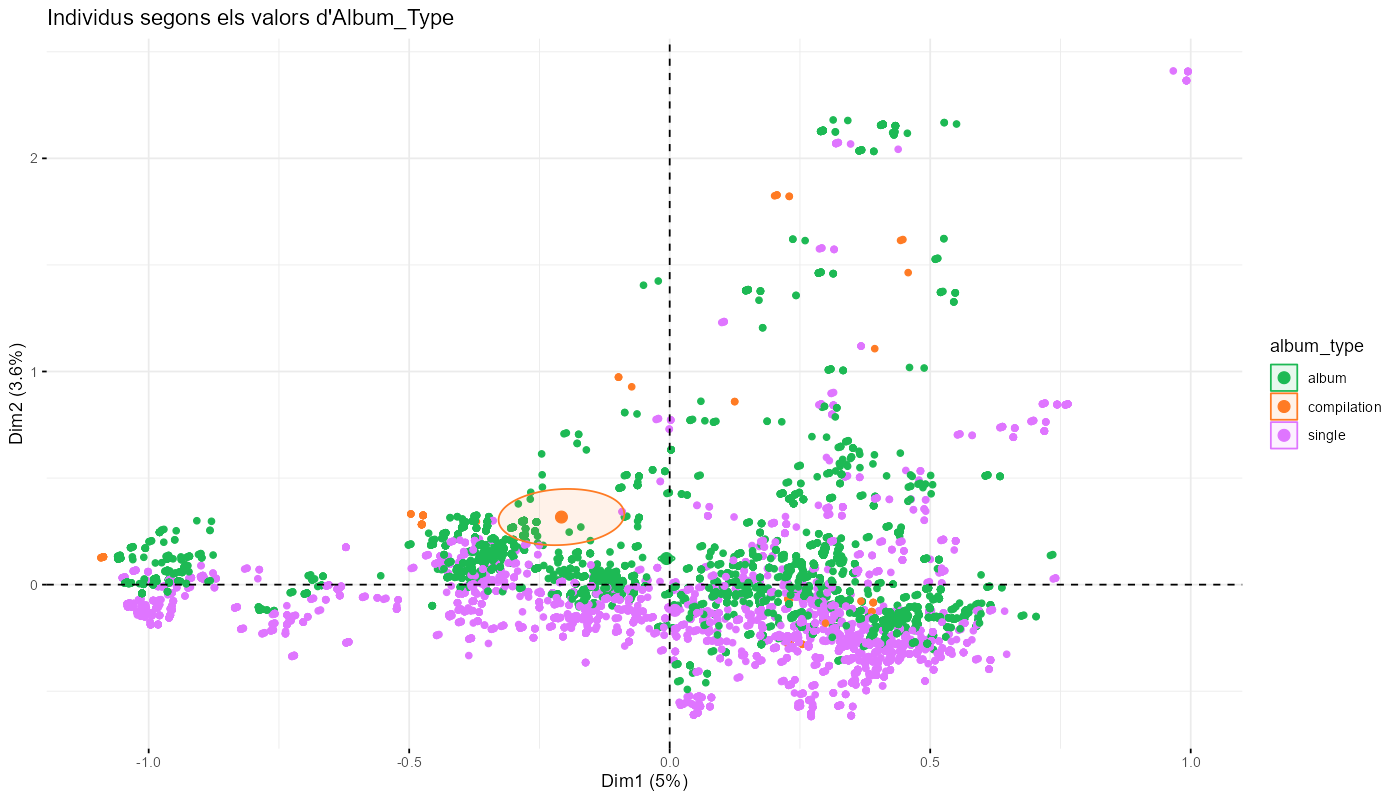 Individus segons els valors d'Album_Type
Dim2 (3.6%)
2
1
0
-1.0
-0.5
0.0
0.5
1.0
Dim1 (5%)
album_type
album
compilation
single